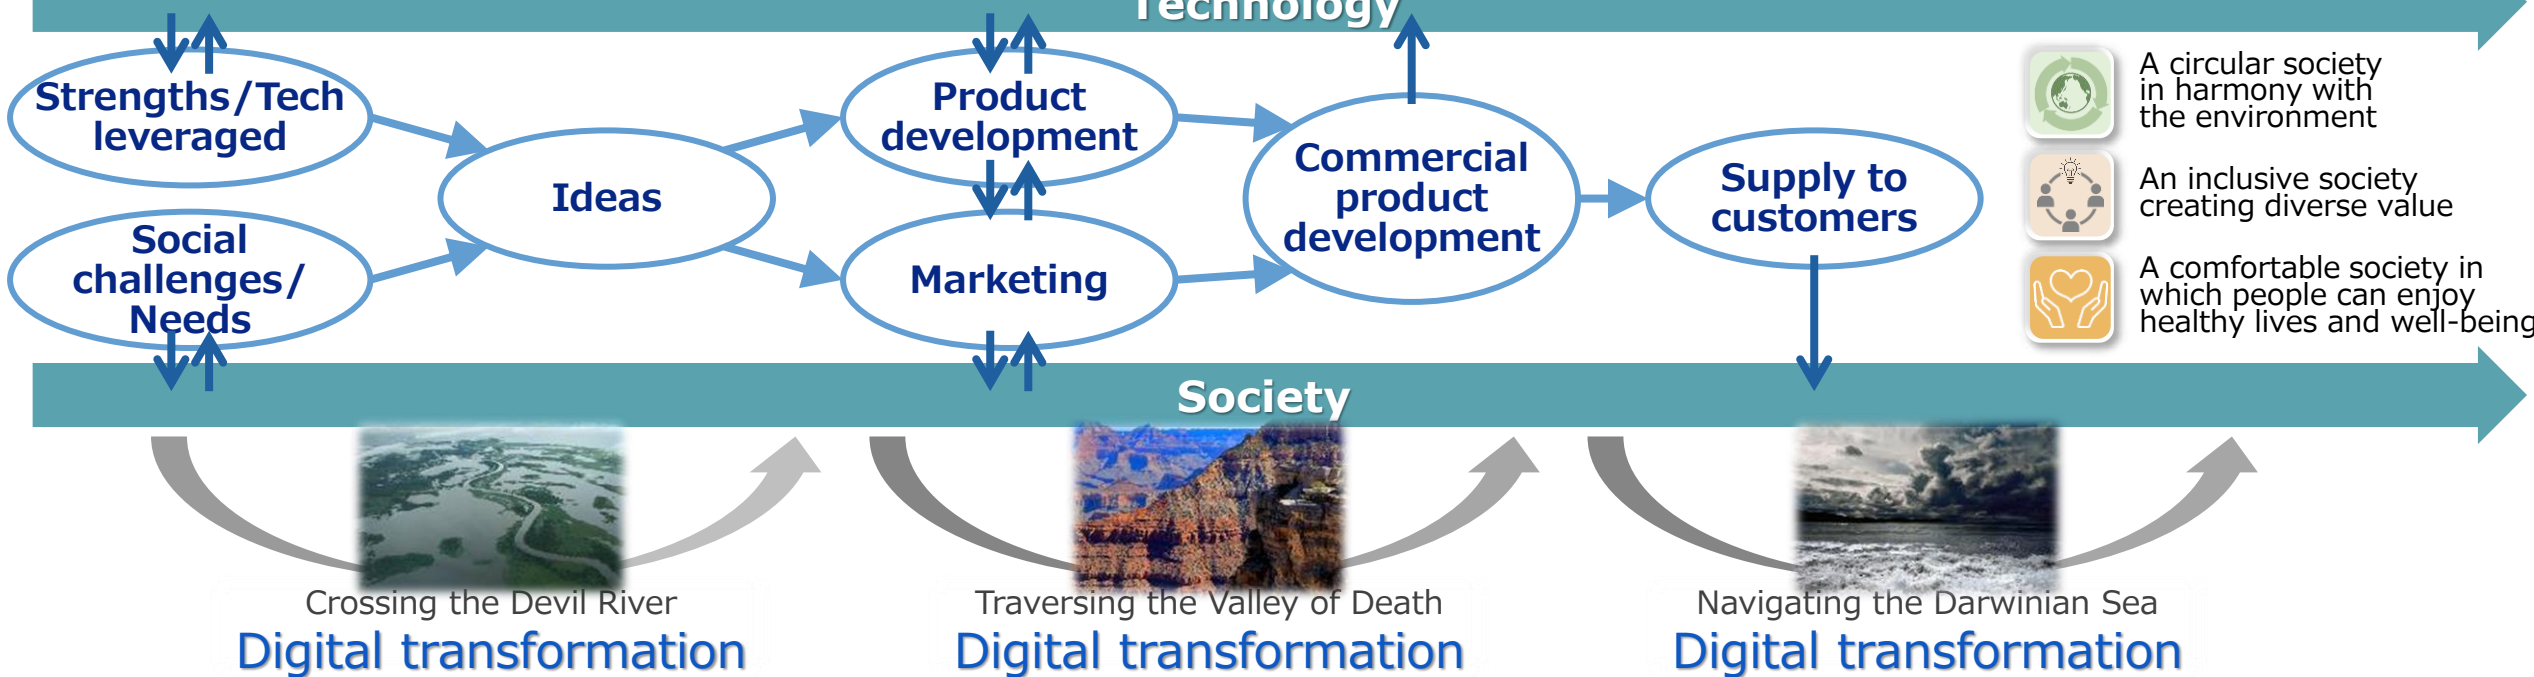 Technology
Strengths/Tech
leveraged
Social
challenges/
Needs
Ideas
Product
development
Marketing
Commercial
product
development
Supply to
customers
A circular society
in harmony with
the environment
An inclusive society
creating diverse value
A comfortable society in
which people can enjoy
healthy lives and well-being
Society
Crossing the Devil River
Digital transformation
Traversing the Valley of Death
Digital transformation
Navigating the Darwinian Sea
Digital transformation